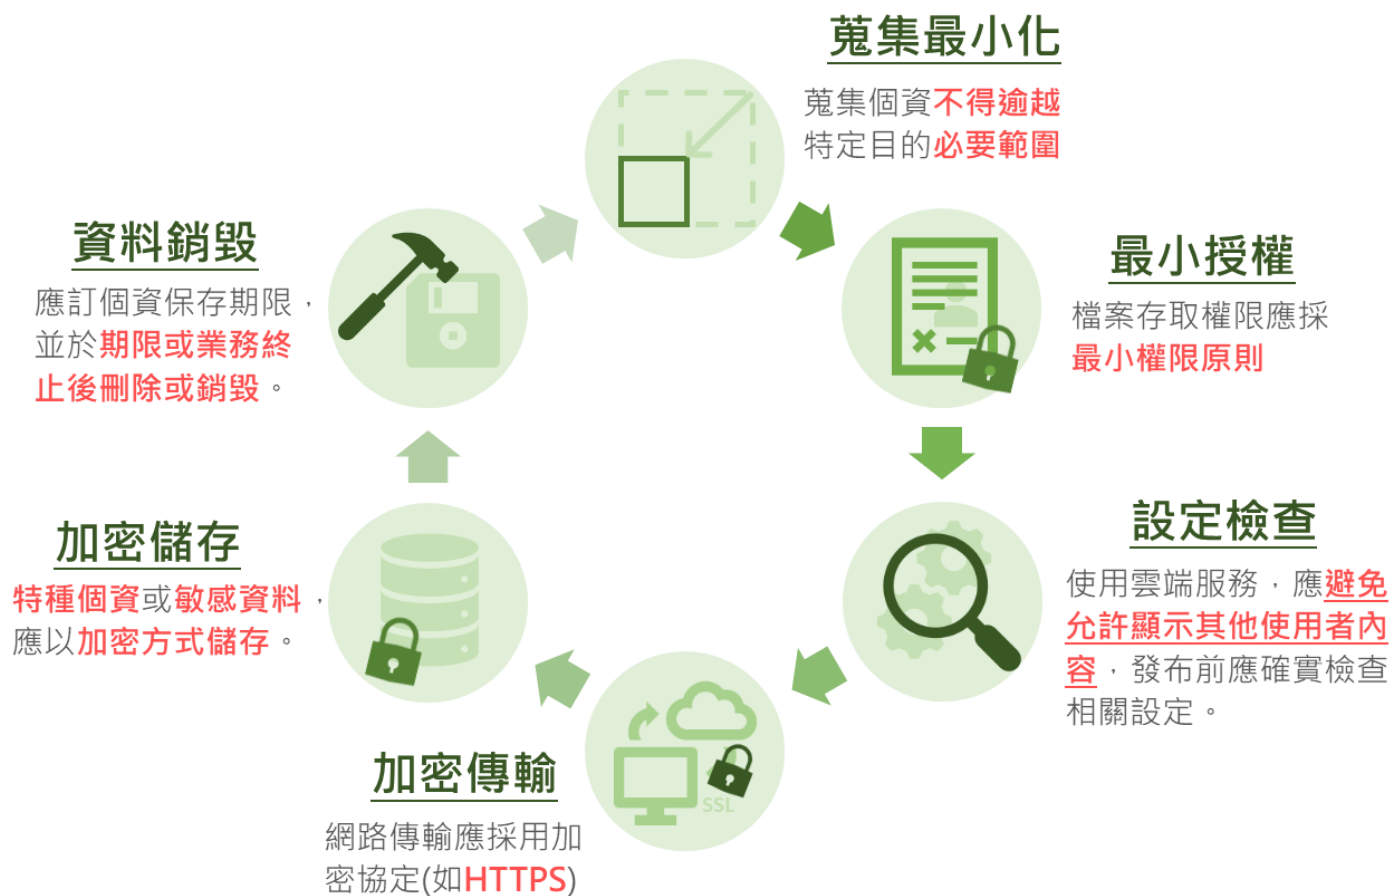 蒐集最小化
蒐集個資不得逾越
特定目的必要範圍
最小授權
檔案存取權限應採
最小權限原則
設定檢查
使用雲端服務，應避免
允許顯示其他使用者內
容，發布前應確實檢查
相關設定。
SSL
加密傳輸
網路傳輸應採用加
密協定(如HTTPS)
加密儲存
特種個資或敏感資料，
應以加密方式儲存。
資料銷毀
應訂個資保存期限，
並於期限或業務終
止後刪除或銷毀。